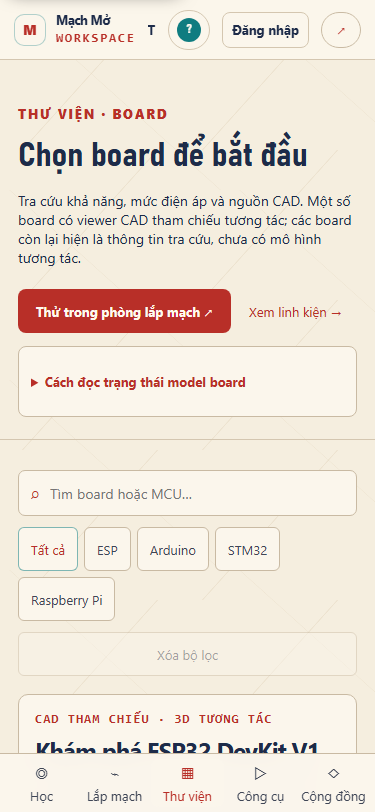 M
Mạch Mở
WORKSPACE
T
?
Đăng nhập
↗
THƯ VIỆN · BOARD
Chọn board để bắt đầu
Tra cứu khả năng, mức điện áp và nguồn CAD. Một số
board có viewer CAD tham chiếu tương tác; các board
còn lại hiện là thông tin tra cứu, chưa có mô hình
tương tác.
Thử trong phòng lắp mạch ↗
Xem linh kiện →
▶ Cách đọc trạng thái model board
Tìm board hoặc MCU...
Tất cả
ESP
Arduino
STM32
Raspberry Pi
Xóa bộ lọc
CAD THAM CHIẾU · 3D TƯƠNG TÁC
Khám phá ESP32 DevKit V1
Học
Lắp mạch
Thư viện
Công cụ
Cộng đồng